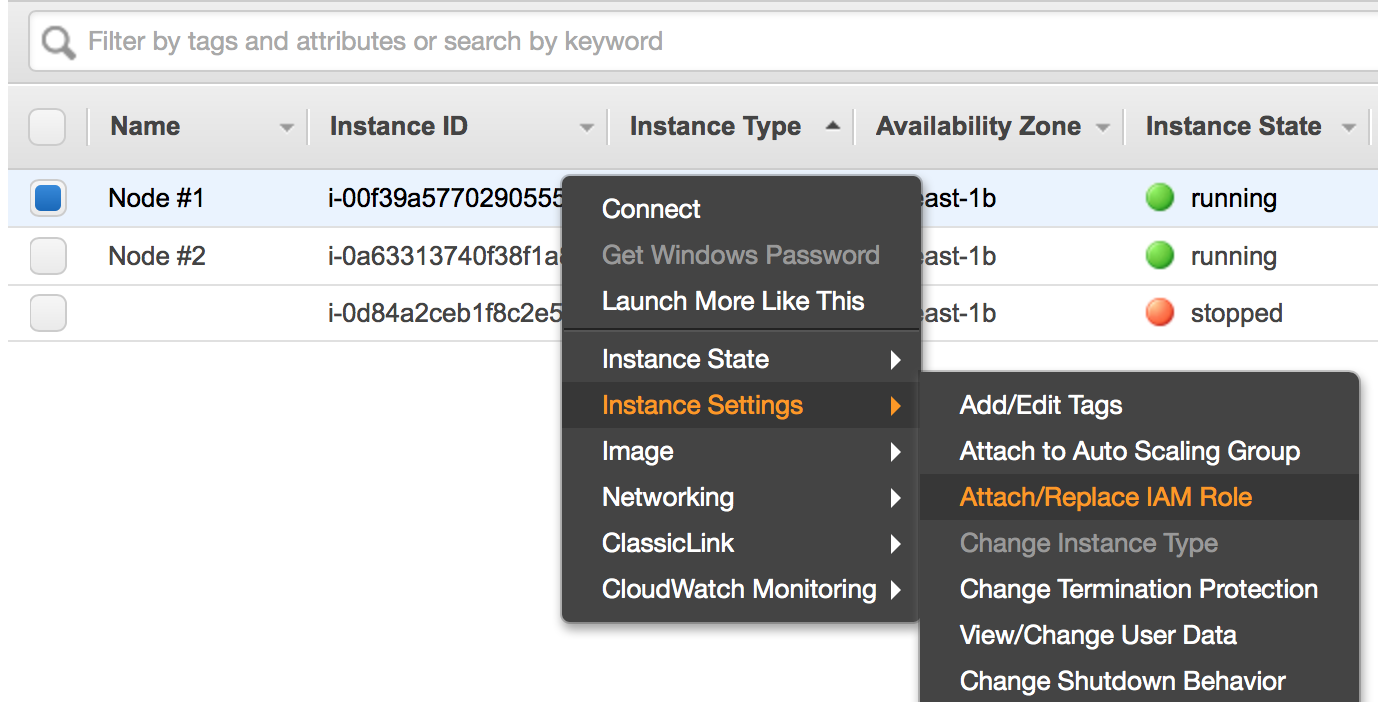 Filter by tags and attributes or search by keyword
Name Instance ID Instance Type Availability Zone Instance State
Node #1 i-00f39a5770290555 east-1b running
Node #2 i-0a63313740f38f1a east-1b running
i-0d84a2ceb1f8c2e5 east-1b stopped
Connect
Get Windows Password
Launch More Like This
Instance State
Instance Settings
Image
Networking
ClassicLink
CloudWatch Monitoring
Add/Edit Tags
Attach to Auto Scaling Group
Attach/Replace IAM Role
Change Instance Type
Change Termination Protection
View/Change User Data
Change Shutdown Behavior